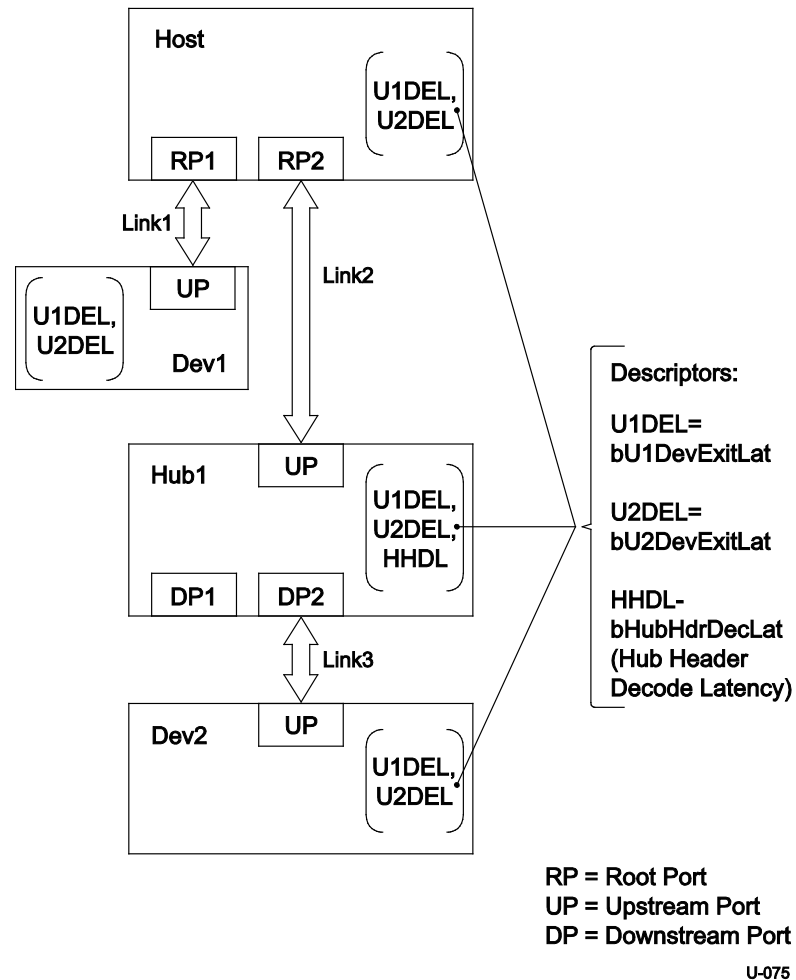 Host
U1DEL,
U2DEL
RP1
RP2
Link1
Link2
UP
U1DEL,
U2DEL
Dev1
Descriptors:
U1DEL=
bU1DevExitLat
U2DEL=
bU2DevExitLat
HHDL-
bHubHdrDecLat
(Hub Header
Decode Latency)
UP
Hub1
U1DEL,
U2DEL,
HHDL
DP1
DP2
Link3
UP
Dev2
U1DEL,
U2DEL
RP = Root Port
UP = Upstream Port
DP = Downstream Port
U-075